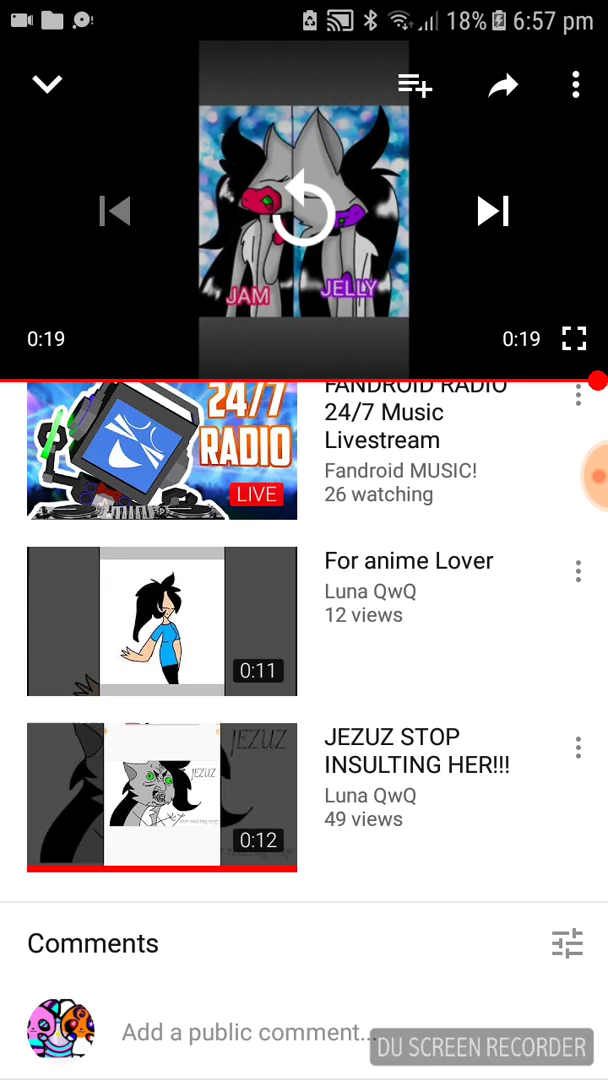 18% 6:57 pm
JAM
JELLY
0:19
0:19
24/7
RADIO
LIVE
FANDROID RADIO
24/7 Music
Livestream
Fandroid MUSIC!
26 watching
0:11
For anime Lover
Luna QwQ
12 views
JEZUZ
JEZUZ
0:12
JEZUZ STOP
INSULTING HER!!!
Luna QwQ
49 views
Comments
Add a public comment...
DU SCREEN RECORDER